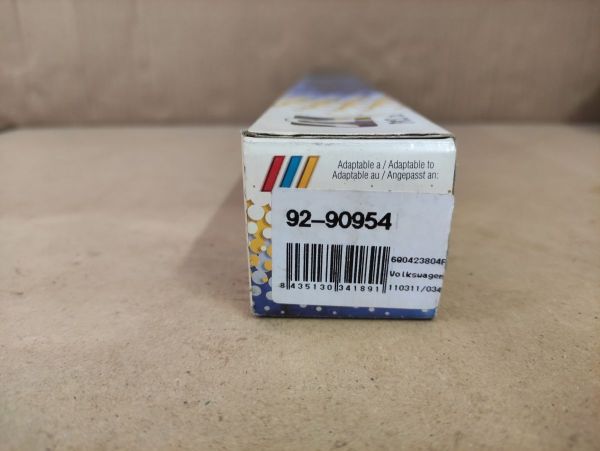 Adaptable a / Adaptable to
Adaptable au / Angepasst an:
92-90954
6Q0423804F
Volkswagen
8 435130 341891
110311/034